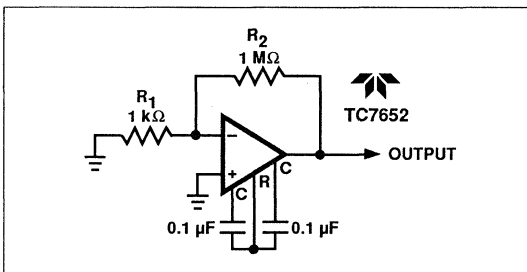 R2
1 MΩ
R1
1 kΩ
TC7652
–
+
OUTPUT
C
R
C
0.1 µF
0.1 µF